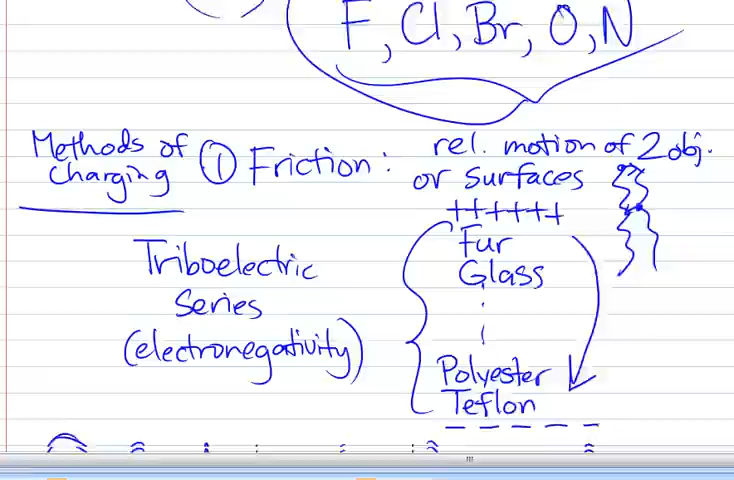 F, Cl, Br, O, N
Methods of charging
① Friction: rel. motion of 2 obj.
or surfaces
+++++++
Triboelectric
Series
(electronegativity)
Fur
Glass
Polyester
Teflon
- - - - - -